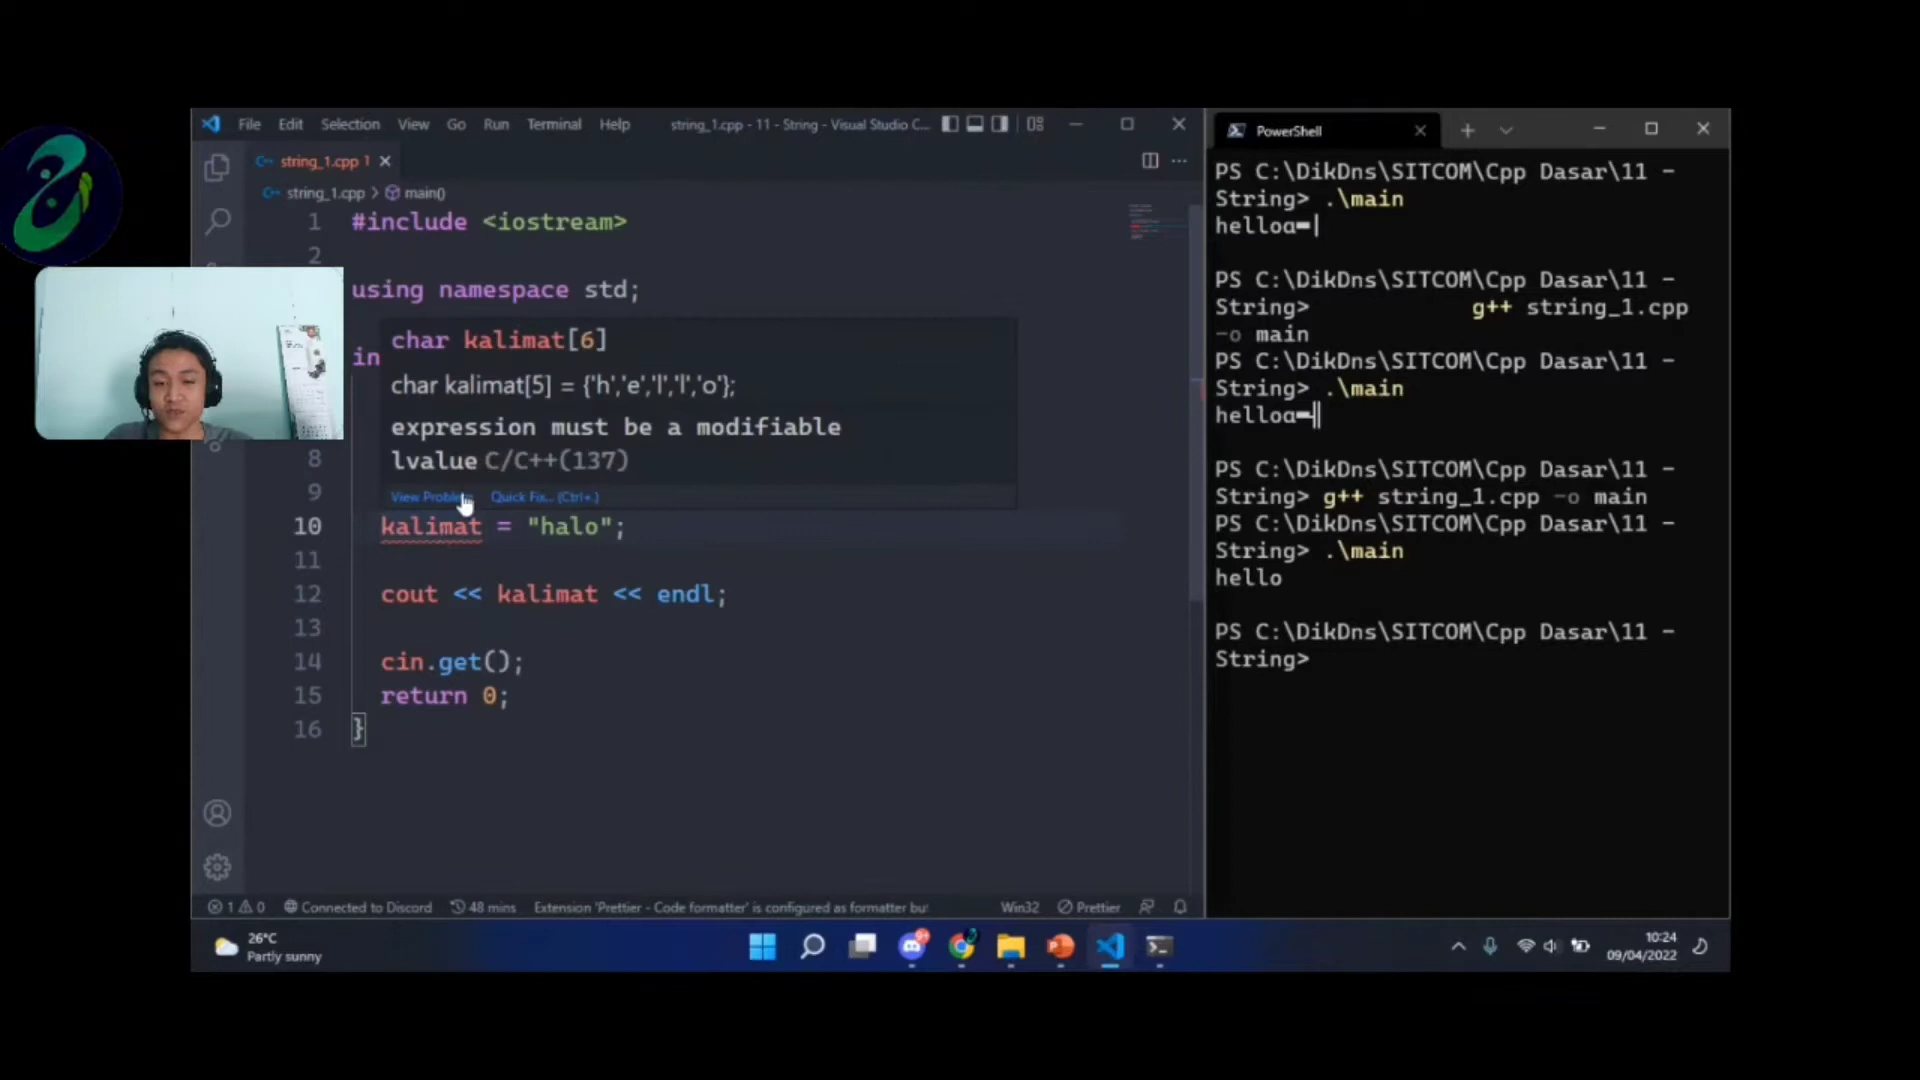 File Edit Selection View Go Run Terminal Help string_1.cpp - 11 - String - Visual Studio C...
string_1.cpp 1
string_1.cpp > main()
1 #include <iostream>
2
using namespace std;
in
char kalimat[6]
char kalimat[5] = {'h','e','l','l','o'};
expression must be a modifiable
lvalue C/C++(137)
View Problem Quick Fix... (Ctrl+.)
8
9
10 kalimat = "halo";
11
12 cout << kalimat << endl;
13
14 cin.get();
15 return 0;
16 }
1 0 Connected to Discord 48 mins Extension 'Prettier - Code formatter' is configured as formatter but Win32 Prettier
PowerShell
PS C:\DikDns\SITCOM\Cpp Dasar\11 -
String> .\main
helloα▬|
PS C:\DikDns\SITCOM\Cpp Dasar\11 -
String> g++ string_1.cpp
-o main
PS C:\DikDns\SITCOM\Cpp Dasar\11 -
String> .\main
helloα▬╣
PS C:\DikDns\SITCOM\Cpp Dasar\11 -
String> g++ string_1.cpp -o main
PS C:\DikDns\SITCOM\Cpp Dasar\11 -
String> .\main
hello
PS C:\DikDns\SITCOM\Cpp Dasar\11 -
String>
26°C
Partly sunny
10:24
09/04/2022